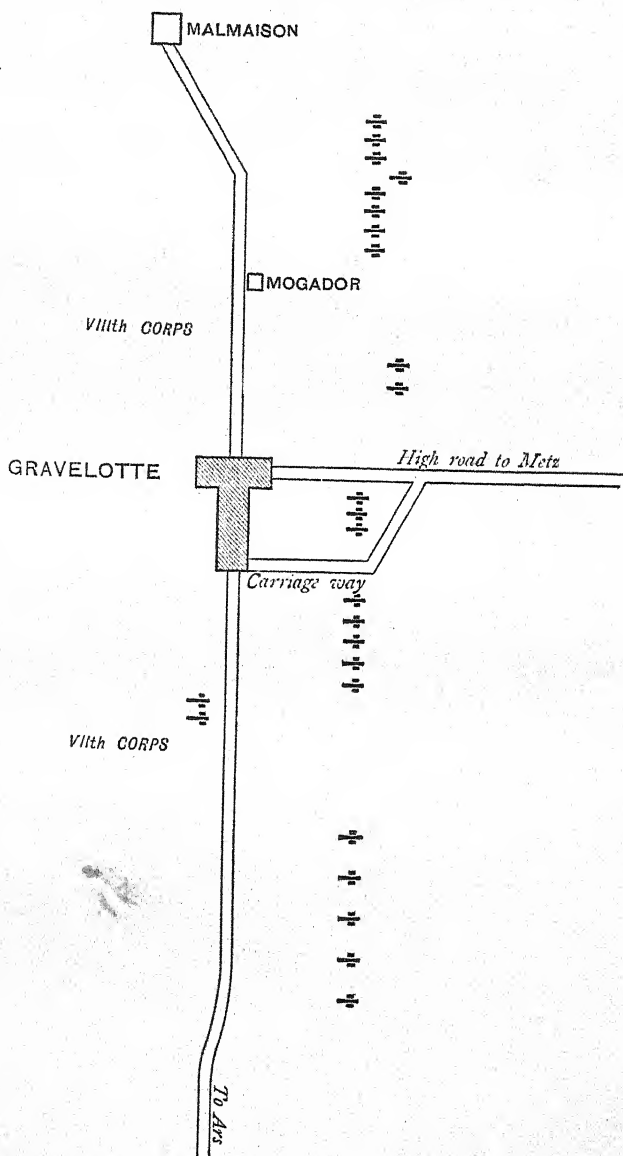 MALMAISON
MOGADOR
VIIIth CORPS
GRAVELOTTE
High road to Metz
Carriage way
VIIth CORPS
To Ars